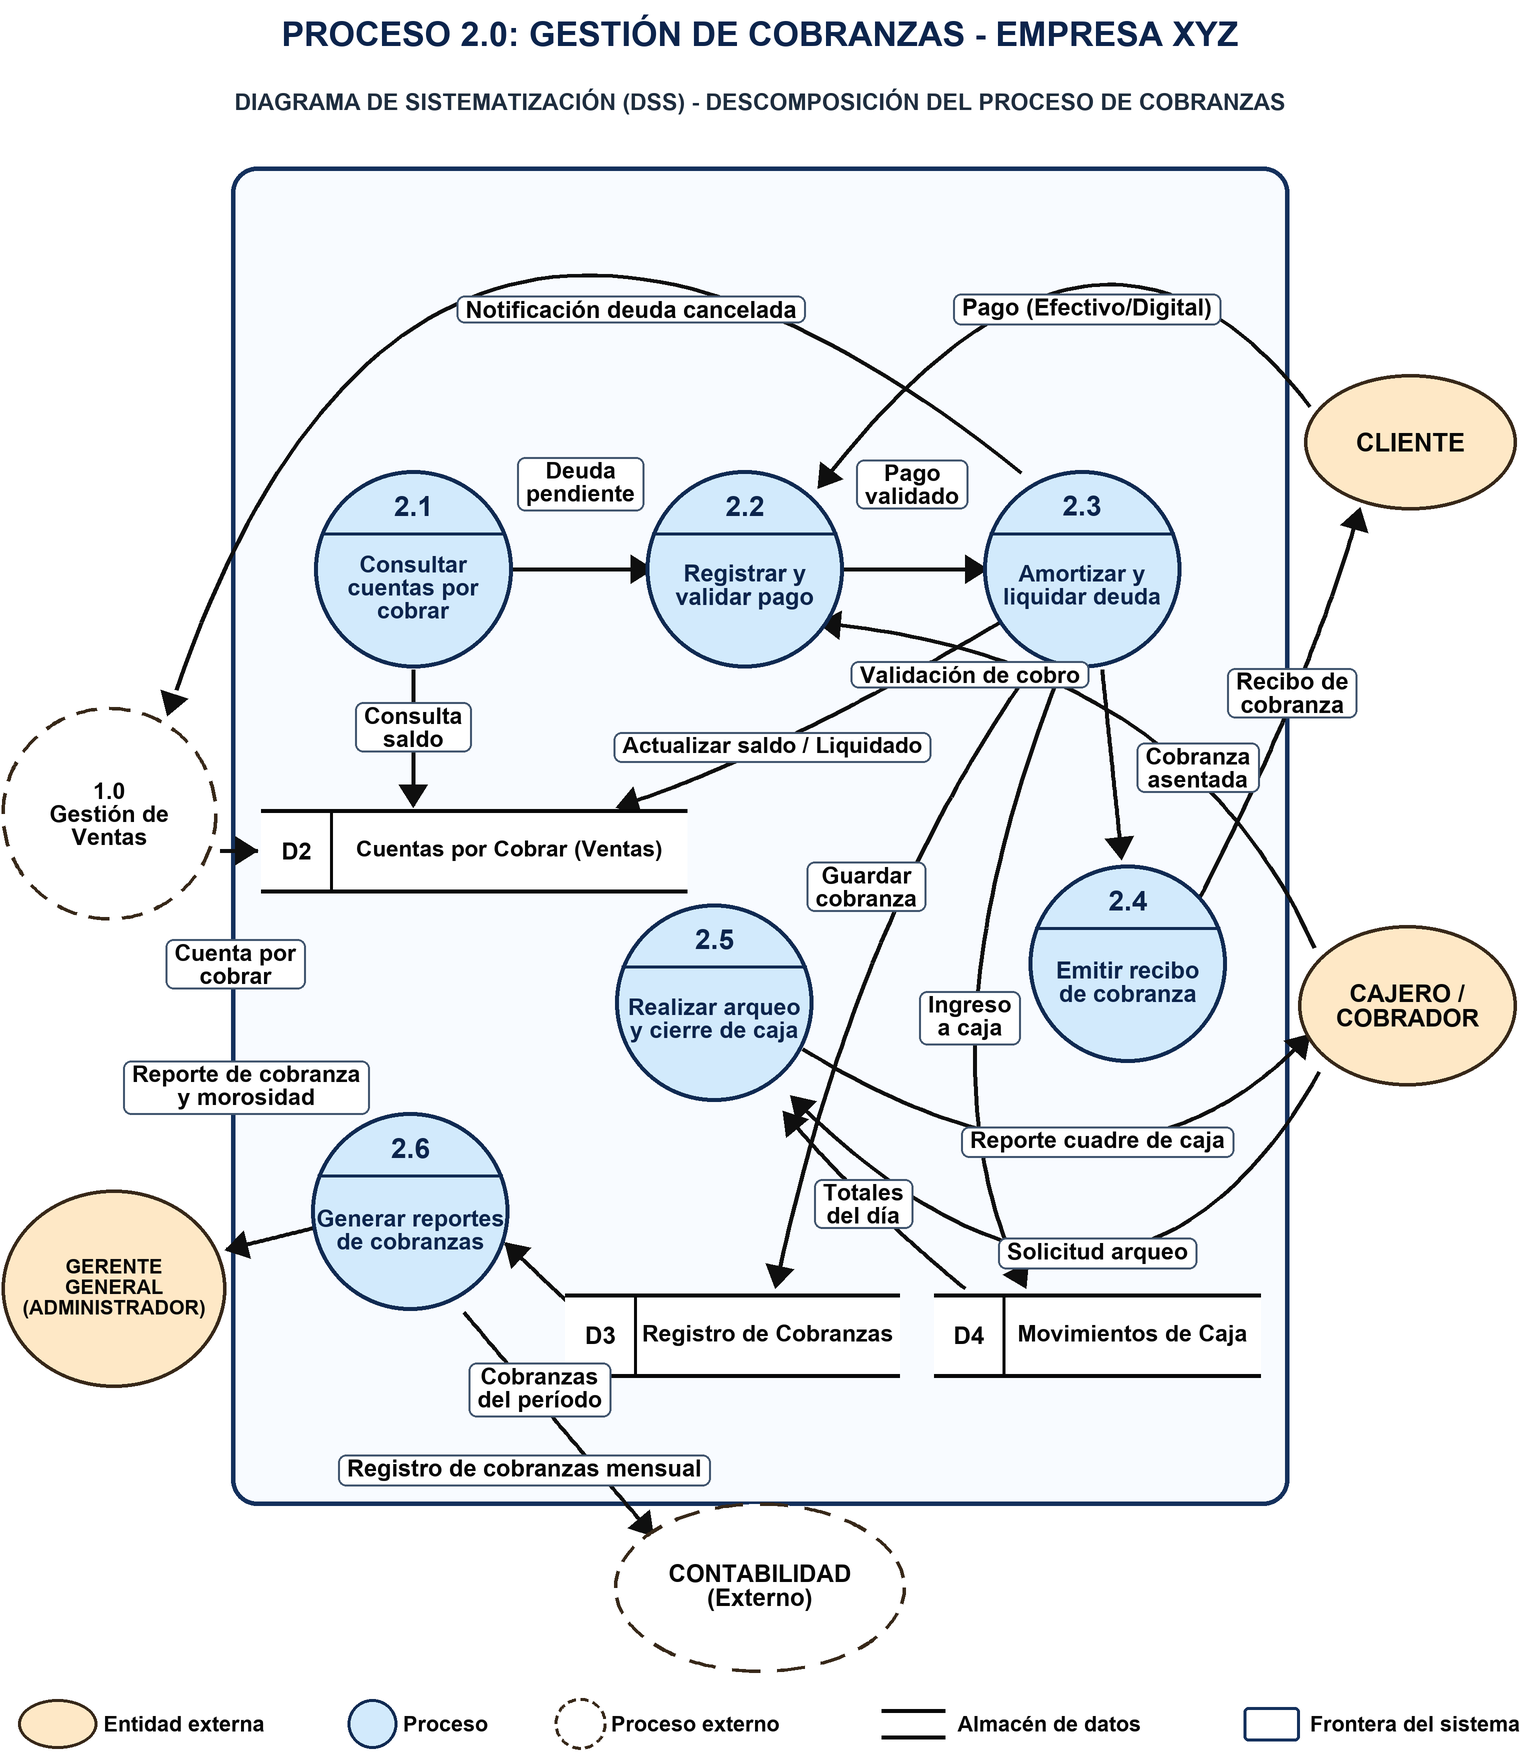 PROCESO 2.0: GESTIÓN DE COBRANZAS - EMPRESA XYZ
DIAGRAMA DE SISTEMATIZACIÓN (DSS) - DESCOMPOSICIÓN DEL PROCESO DE COBRANZAS
Notificación deuda cancelada
Pago (Efectivo/Digital)
CLIENTE
Deuda
pendiente
Pago
validado
2.1
Consultar
cuentas por
cobrar
2.2
Registrar y
validar pago
2.3
Amortizar y
liquidar deuda
Validación de cobro
Recibo de
cobranza
Consulta
saldo
Actualizar saldo / Liquidado
Cobranza
asentada
1.0
Gestión de
Ventas
D2
Cuentas por Cobrar (Ventas)
Guardar
cobranza
2.4
Emitir recibo
de cobranza
2.5
Realizar arqueo
y cierre de caja
Cuenta por
cobrar
Ingreso
a caja
CAJERO /
COBRADOR
Reporte de cobranza
y morosidad
Reporte cuadre de caja
2.6
Generar reportes
de cobranzas
Totales
del día
Solicitud arqueo
GERENTE
GENERAL
(ADMINISTRADOR)
D3
Registro de Cobranzas
D4
Movimientos de Caja
Cobranzas
del período
Registro de cobranzas mensual
CONTABILIDAD
(Externo)
Entidad externa
Proceso
Proceso externo
Almacén de datos
Frontera del sistema